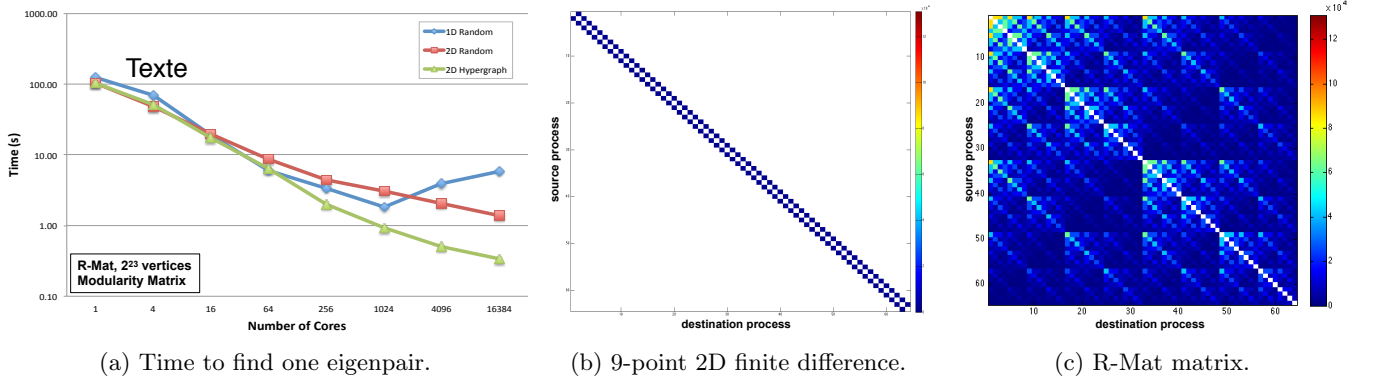 1000.00
100.00
10.00
1.00
0.10
Time (s)
Texte
1D Random
2D Random
2D Hypergraph
R-Mat, 2²³ vertices
Modularity Matrix
1 4 16 64 256 1024 4096 16384
Number of Cores
(a) Time to find one eigenpair.
source process
destination process
(b) 9-point 2D finite difference.
x 10⁴
12
10
8
6
4
2
0
source process
10
20
30
40
50
60
10 20 30 40 50 60
destination process
(c) R-Mat matrix.